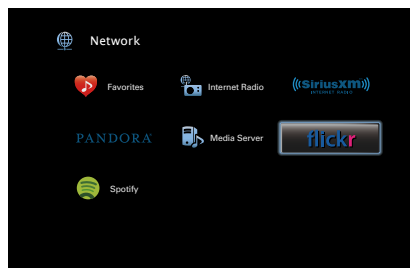 Network
Favorites
Internet Radio
((SiriusXM))
INTERNET RADIO
PANDORA
Media Server
flickr
Spotify